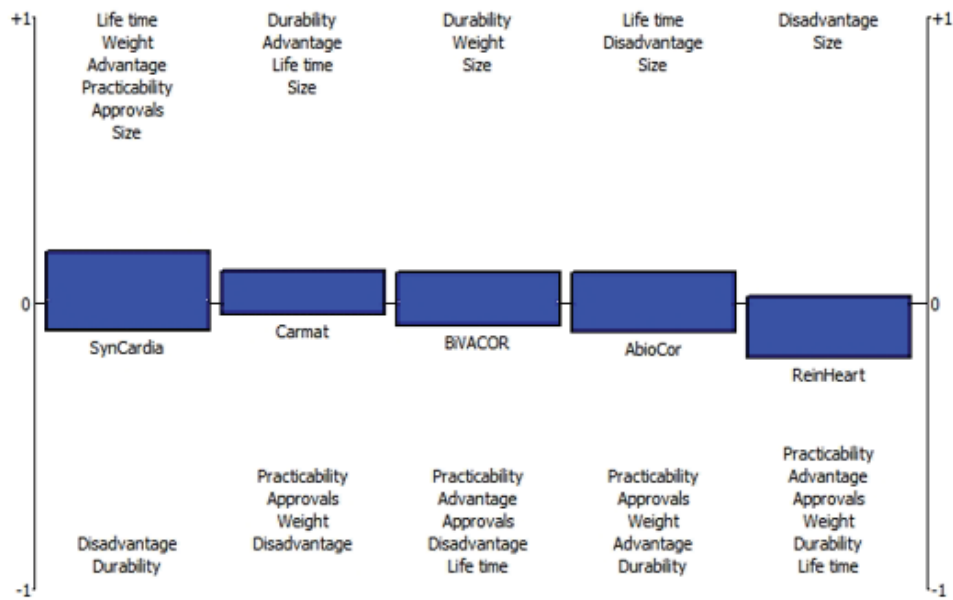 +1
Life time
Weight
Advantage
Practicability
Approvals
Size
Durability
Advantage
Life time
Size
Durability
Weight
Size
Life time
Disadvantage
Size
Disadvantage
Size
+1
0
0
SynCardia
Carmat
BiVACOR
AbioCor
ReinHeart
Disadvantage
Durability
Practicability
Approvals
Weight
Disadvantage
Practicability
Advantage
Approvals
Disadvantage
Life time
Practicability
Approvals
Weight
Advantage
Durability
Practicability
Advantage
Approvals
Weight
Durability
Life time
-1
-1